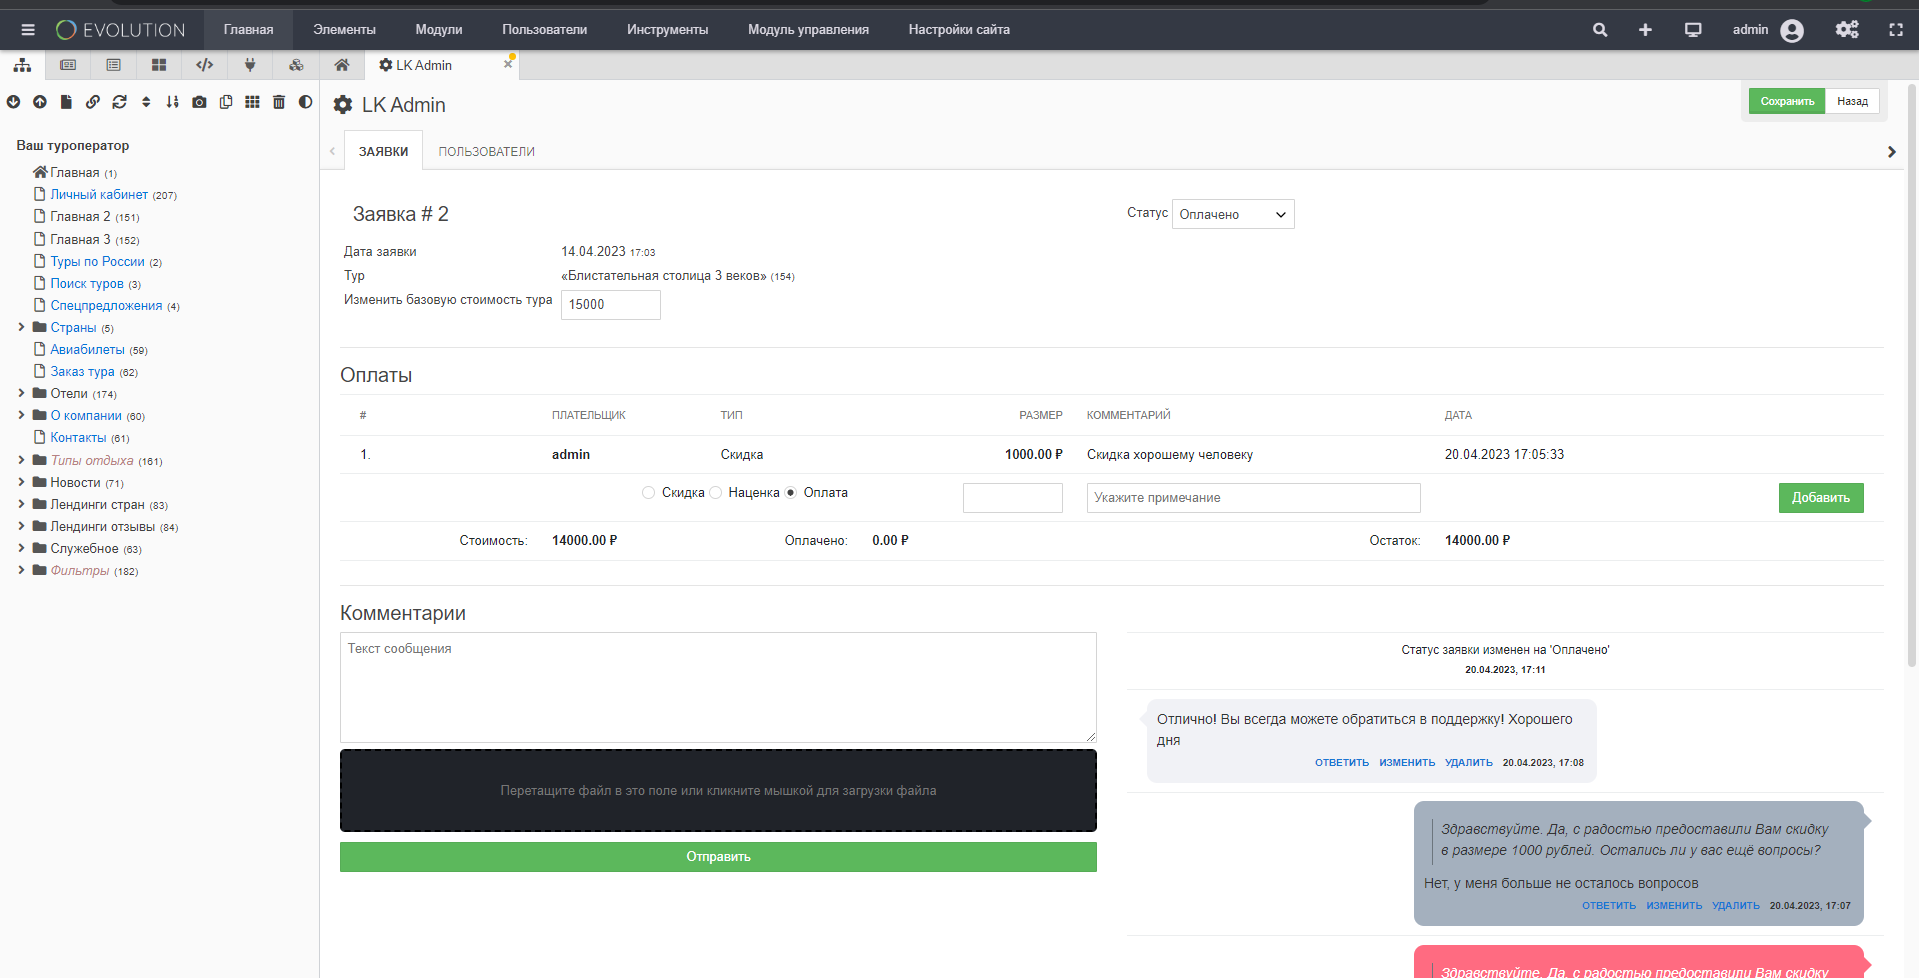 EVOLUTION
Главная
Элементы
Модули
Пользователи
Инструменты
Модуль управления
Настройки сайта
admin
LK Admin
LK Admin
Сохранить
Назад
ЗАЯВКИ
ПОЛЬЗОВАТЕЛИ
Ваш туроператор
Главная (1)
Личный кабинет (207)
Главная 2 (151)
Главная 3 (152)
Туры по России (2)
Поиск туров (3)
Спецпредложения (4)
Страны (5)
Авиабилеты (59)
Заказ тура (62)
Отели (174)
О компании (60)
Контакты (61)
Типы отдыха (161)
Новости (71)
Лендинги стран (83)
Лендинги отзывы (84)
Служебное (63)
Фильтры (182)
Заявка # 2
Статус Оплачено
Дата заявки 14.04.2023 17:03
Тур «Блистательная столица 3 веков» (154)
Изменить базовую стоимость тура 15000
Оплаты
# ПЛАТЕЛЬЩИК ТИП РАЗМЕР КОММЕНТАРИЙ ДАТА
1. admin Скидка 1000.00 ₽ Скидка хорошему человеку 20.04.2023 17:05:33
Скидка Наценка Оплата Укажите примечание Добавить
Стоимость: 14000.00 ₽ Оплачено: 0.00 ₽ Остаток: 14000.00 ₽
Комментарии
Текст сообщения
Перетащите файл в это поле или кликните мышкой для загрузки файла
Отправить
Статус заявки изменен на 'Оплачено'
20.04.2023, 17:11
Отлично! Вы всегда можете обратиться в поддержку! Хорошего
дня
ОТВЕТИТЬ ИЗМЕНИТЬ УДАЛИТЬ 20.04.2023, 17:08
Здравствуйте. Да, с радостью предоставили Вам скидку
в размере 1000 рублей. Остались ли у вас ещё вопросы?
Нет, у меня больше не осталось вопросов
ОТВЕТИТЬ ИЗМЕНИТЬ УДАЛИТЬ 20.04.2023, 17:07
Здравствуйте. Да, с радостью предоставили Вам скидку